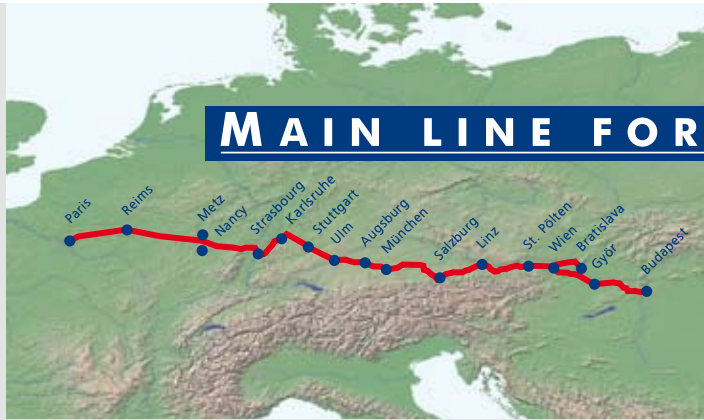 MAIN LINE FOR
Paris
Reims
Metz
Nancy
Strasbourg
Karlsruhe
Stuttgart
Ulm
Augsburg
München
Salzburg
Linz
St. Pölten
Wien
Bratislava
Györ
Budapest